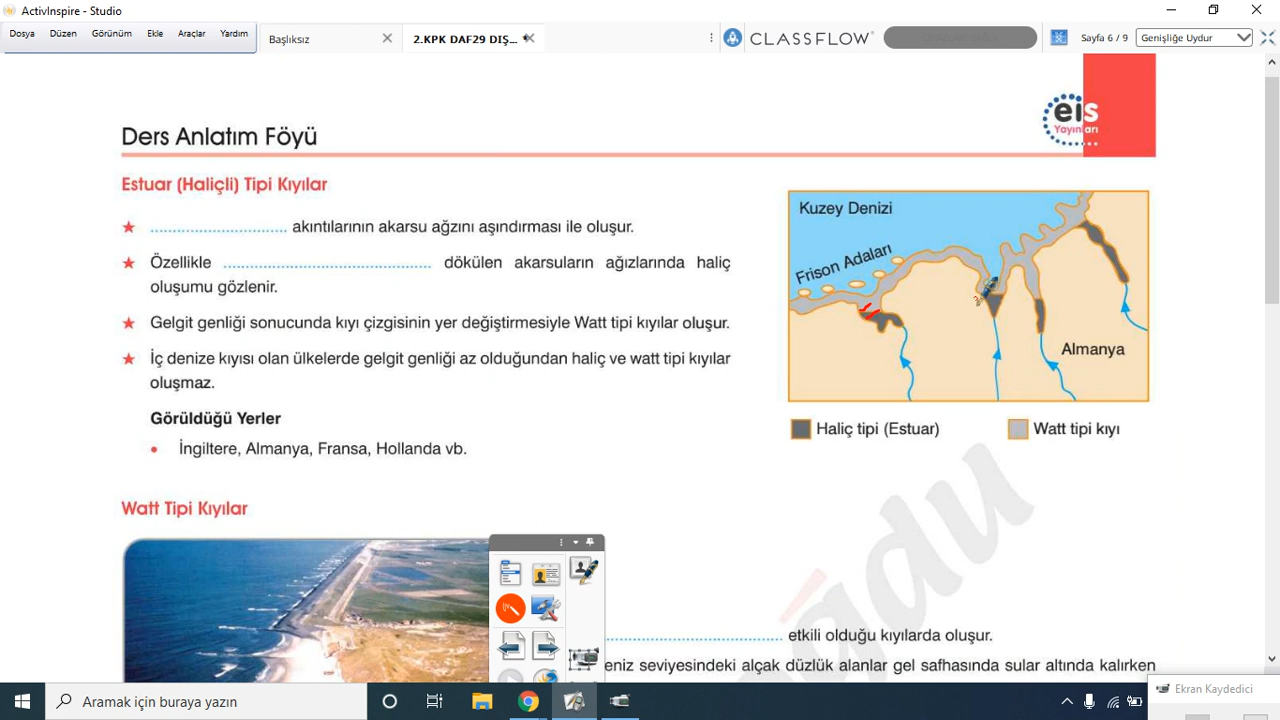 ActivInspire - Studio
Dosya Düzen Görünüm Ekle Araçlar Yardım
Başlıksız
2.KPK DAF29 DIŞ...
CLASSFLOW
Sayfa 6 / 9
Genişliğe Uydur
Ders Anlatım Föyü
eis
Yayınları
Estuar (Haliçli) Tipi Kıyılar
★ .............................. akıntılarının akarsu ağzını aşındırması ile oluşur.
★ Özellikle .............................................. dökülen akarsuların ağızlarında haliç
oluşumu gözlenir.
★ Gelgit genliği sonucunda kıyı çizgisinin yer değiştirmesiyle Watt tipi kıyılar oluşur.
★ İç denize kıyısı olan ülkelerde gelgit genliği az olduğundan haliç ve watt tipi kıyılar
oluşmaz.
Görüldüğü Yerler
• İngiltere, Almanya, Fransa, Hollanda vb.
Kuzey Denizi
Frison Adaları
Almanya
Haliç tipi (Estuar)
Watt tipi kıyı
Watt Tipi Kıyılar
....................................... etkili olduğu kıyılarda oluşur.
eniz seviyesindeki alçak düzlük alanlar gel safhasında sular altında kalırken
Aramak için buraya yazın
Ekran Kaydedici